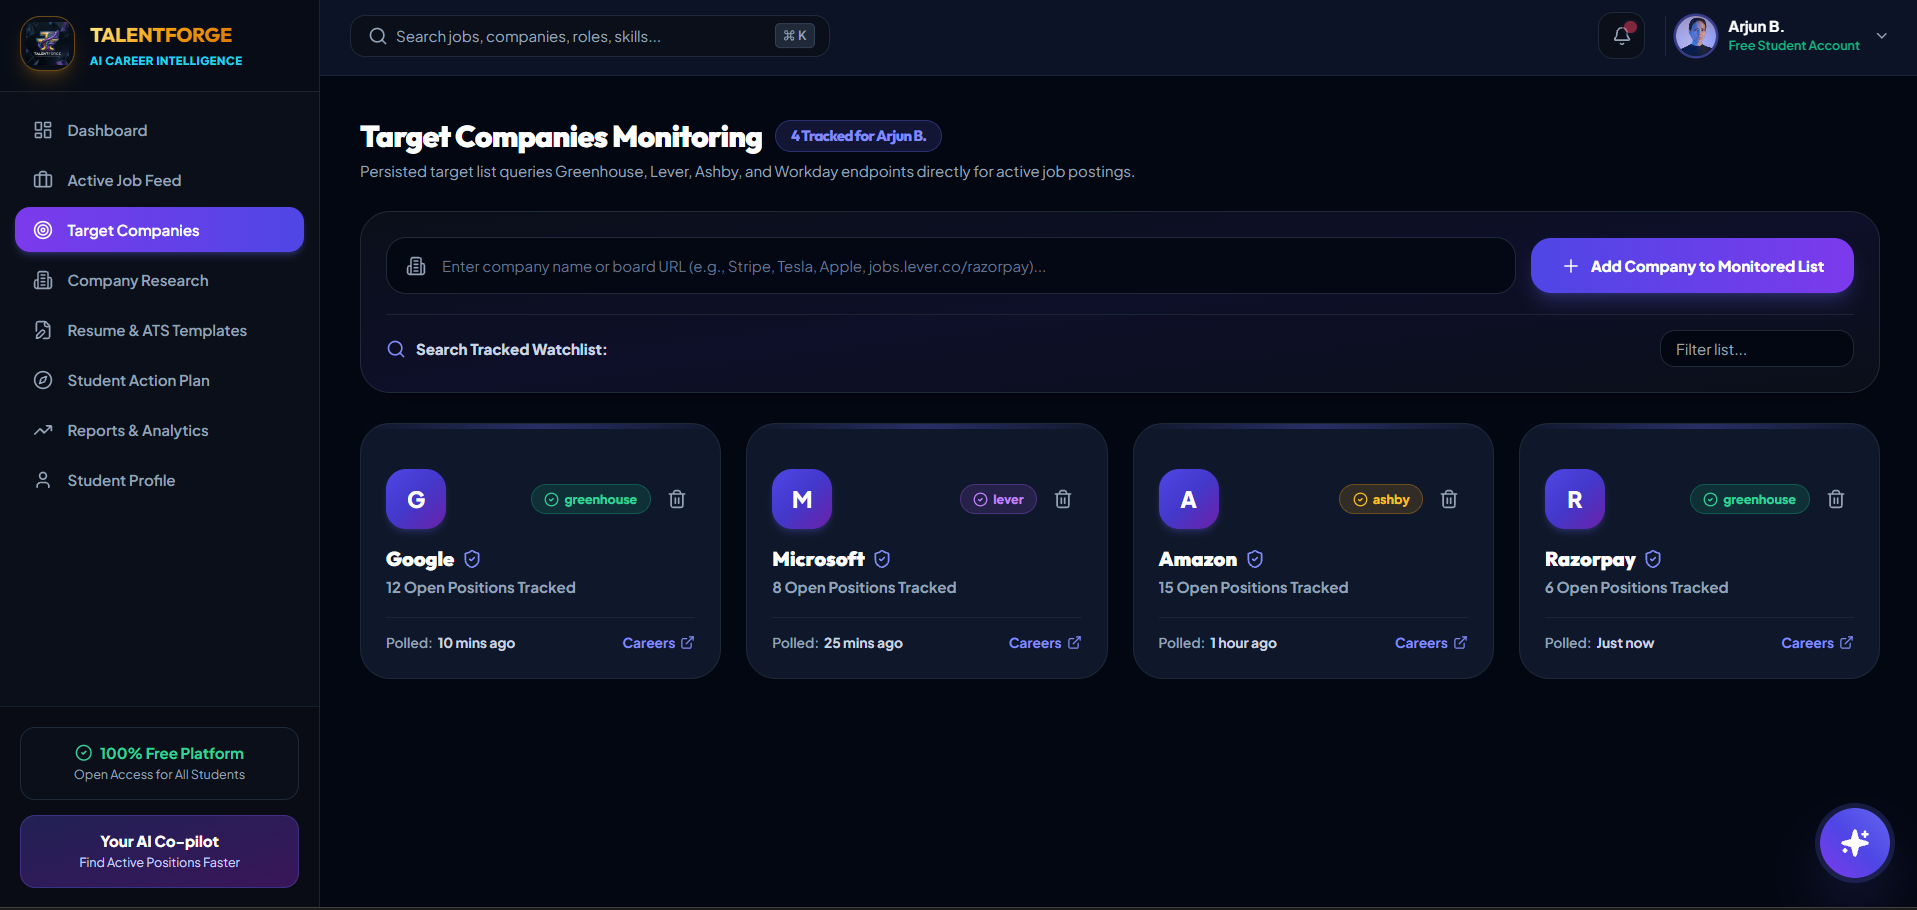 TALENTFORGE
AI CAREER INTELLIGENCE
Search jobs, companies, roles, skills...
⌘ K
Arjun B.
Free Student Account
Dashboard
Active Job Feed
Target Companies
Company Research
Resume & ATS Templates
Student Action Plan
Reports & Analytics
Student Profile
100% Free Platform
Open Access for All Students
Your AI Co-pilot
Find Active Positions Faster
Target Companies Monitoring
4 Tracked for Arjun B.
Persisted target list queries Greenhouse, Lever, Ashby, and Workday endpoints directly for active job postings.
Enter company name or board URL (e.g., Stripe, Tesla, Apple, jobs.lever.co/razorpay)...
Add Company to Monitored List
Search Tracked Watchlist:
Filter list...
G
greenhouse
Google
12 Open Positions Tracked
Polled: 10 mins ago
Careers
M
lever
Microsoft
8 Open Positions Tracked
Polled: 25 mins ago
Careers
A
ashby
Amazon
15 Open Positions Tracked
Polled: 1 hour ago
Careers
R
greenhouse
Razorpay
6 Open Positions Tracked
Polled: Just now
Careers